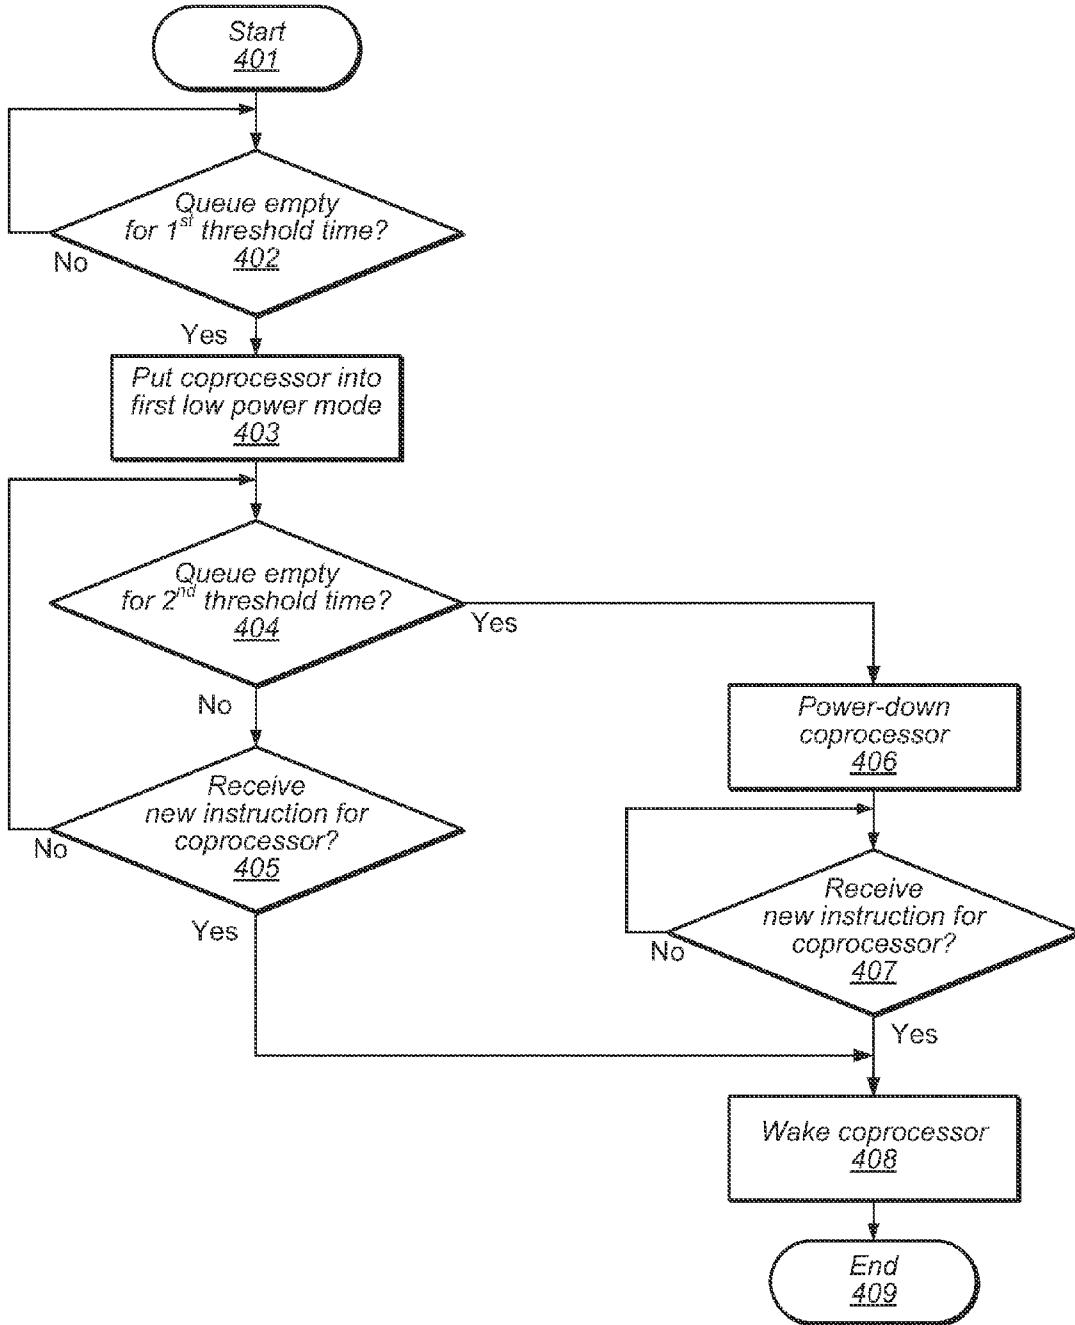 Start
401
Queue empty
for 1st threshold time?
402
No
Yes
Put coprocessor into
first low power mode
403
Queue empty
for 2nd threshold time?
404
Yes
No
Power-down
coprocessor
406
Receive
new instruction for
coprocessor?
405
No
Yes
Receive
new instruction for
coprocessor?
407
No
Yes
Wake coprocessor
408
End
409